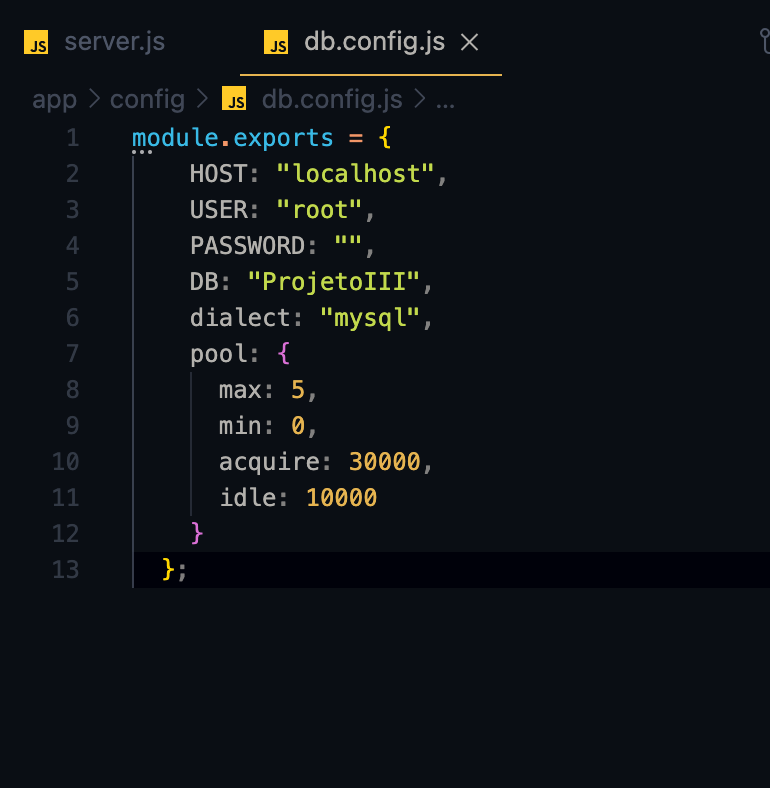 JS server.js JS db.config.js
app > config > JS db.config.js > ...
1 module.exports = {
2 HOST: "localhost",
3 USER: "root",
4 PASSWORD: "",
5 DB: "ProjetoIII",
6 dialect: "mysql",
7 pool: {
8 max: 5,
9 min: 0,
10 acquire: 30000,
11 idle: 10000
12 }
13 };